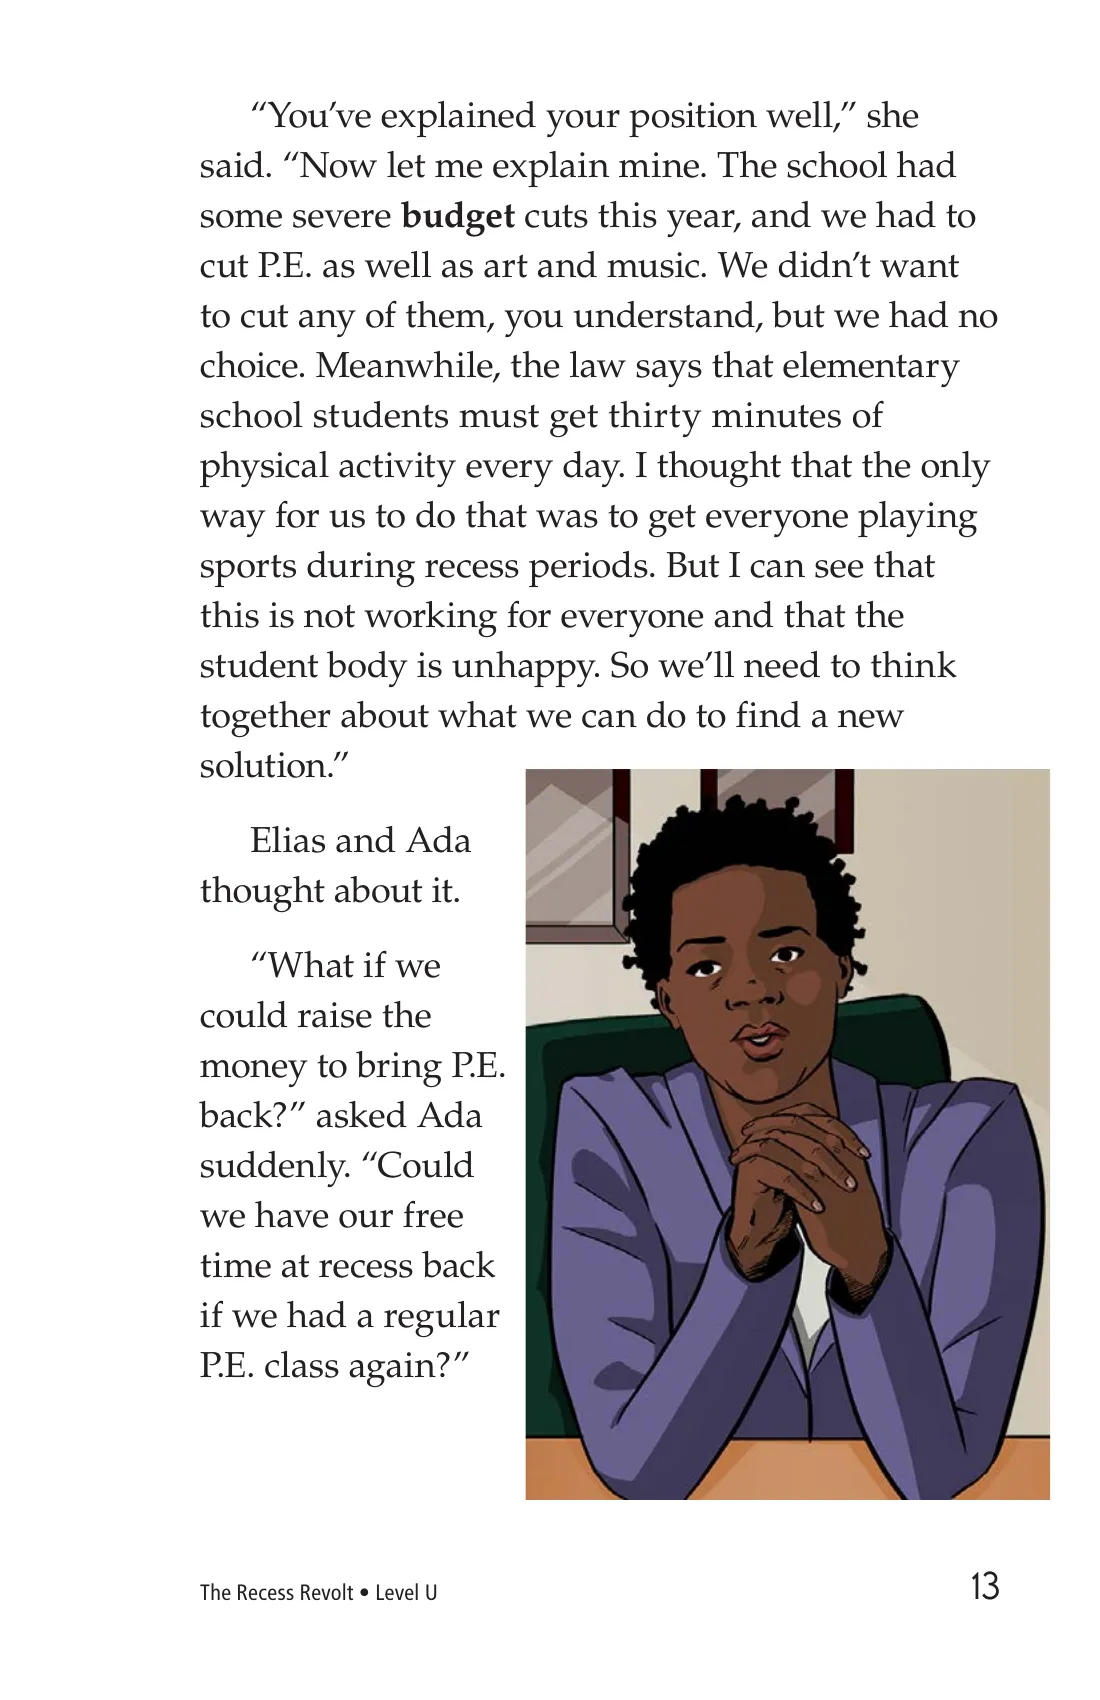 “You’ve explained your position well,” she
said. “Now let me explain mine. The school had
some severe budget cuts this year, and we had to
cut P.E. as well as art and music. We didn’t want
to cut any of them, you understand, but we had no
choice. Meanwhile, the law says that elementary
school students must get thirty minutes of
physical activity every day. I thought that the only
way for us to do that was to get everyone playing
sports during recess periods. But I can see that
this is not working for everyone and that the
student body is unhappy. So we’ll need to think
together about what we can do to find a new
solution.”
Elias and Ada
thought about it.
“What if we
could raise the
money to bring P.E.
back?” asked Ada
suddenly. “Could
we have our free
time at recess back
if we had a regular
P.E. class again?”
The Recess Revolt • Level U
13